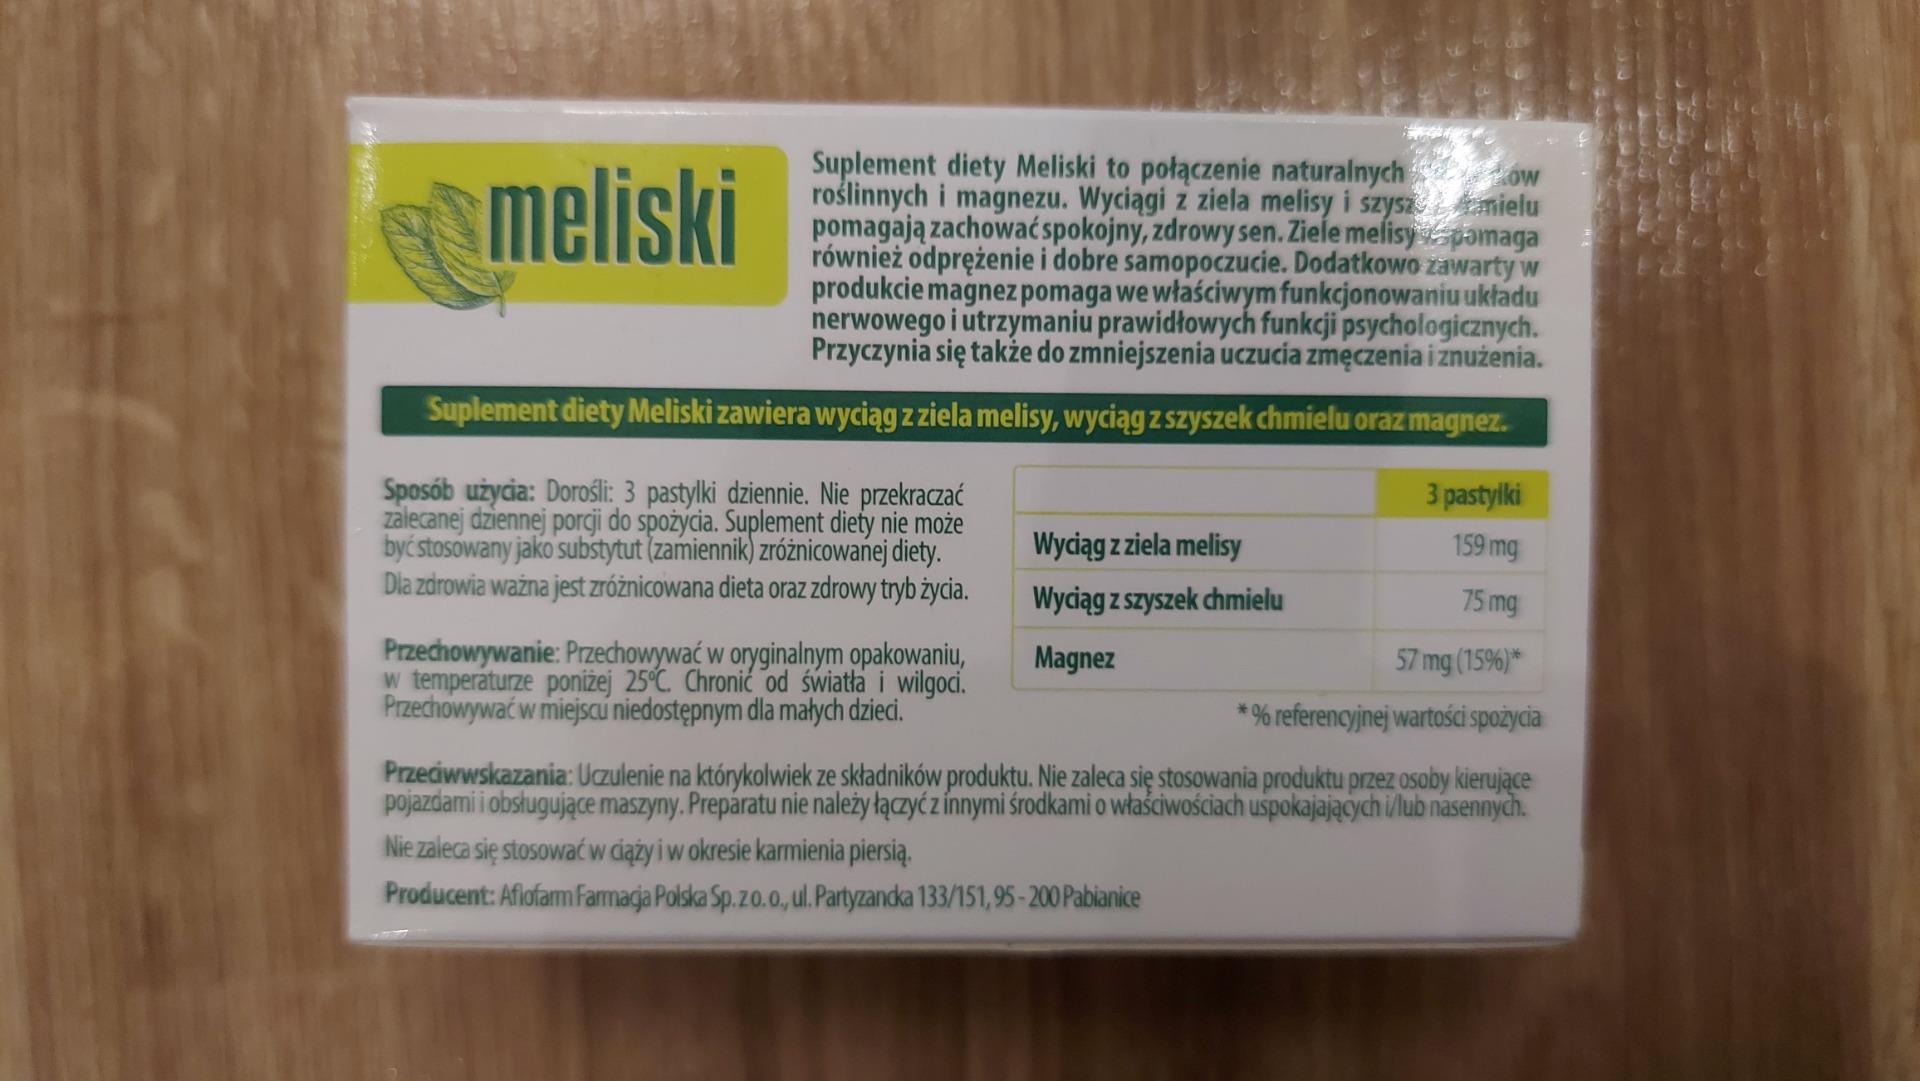 meliski
Suplement diety Meliski to połączenie naturalnych
roślinnych i magnezu. Wyciągi z ziela melisy i
pomagają zachować spokojny, zdrowy sen. Ziele melisy wspomaga
również odprężenie i dobre samopoczucie. Dodatkowo zawarty w
produkcie magnez pomaga we właściwym funkcjonowaniu układu
nerwowego i utrzymaniu prawidłowych funkcji psychologicznych.
Przyczynia się także do zmniejszenia uczucia zmęczenia i znużenia.
Suplement diety Meliski zawiera wyciąg z ziela melisy, wyciąg z szyszek chmielu oraz magnez.
Sposób użycia: Dorośli: 3 pastylki dziennie. Nie przekraczać
zalecanej dziennej porcji do spożycia. Suplement diety nie może
być stosowany jako substytut (zamiennik) zróżnicowanej diety.
Dla zdrowia ważna jest zróżnicowana dieta oraz zdrowy tryb życia.
Przechowywanie: Przechowywać w oryginalnym opakowaniu,
w temperaturze poniżej 25°C. Chronić od światła i wilgoci.
Przechowywać w miejscu niedostępnym dla małych dzieci.
3 pastylki
Wyciąg z ziela melisy 159 mg
Wyciąg z szyszek chmielu 75 mg
Magnez 57 mg (15%)*
* % referencyjnej wartości spożycia
Przeciwwskazania: Uczulenie na którykolwiek ze składników produktu. Nie zaleca się stosowania produktu przez osoby kierujące
pojazdami i obsługujące maszyny. Preparatu nie należy łączyć z innymi środkami o właściwościach uspokajających i/lub nasennych.
Nie zaleca się stosować w ciąży i w okresie karmienia piersią.
Producent: Aflofarm Farmacja Polska Sp. z o. o., ul. Partyzancka 133/151, 95 - 200 Pabianice